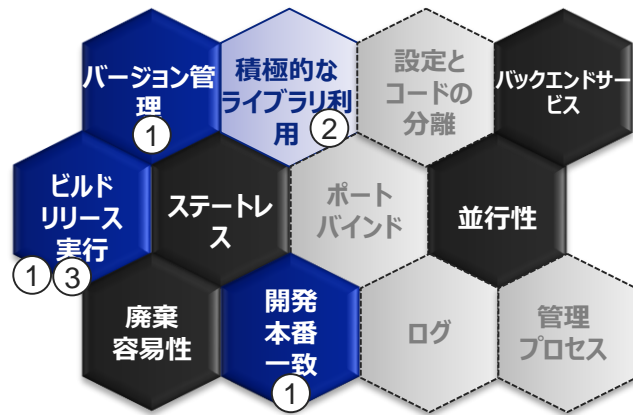 バージョン管
理
①
積極的な
ライブラリ利
用
②
設定と
コードの
分離
バックエンドサー
ビス
ビルド
リリース
実行
① ③
ステートレ
ス
ポート
バインド
並行性
廃棄
容易性
開発
本番
一致
①
ログ
管理
プロセス